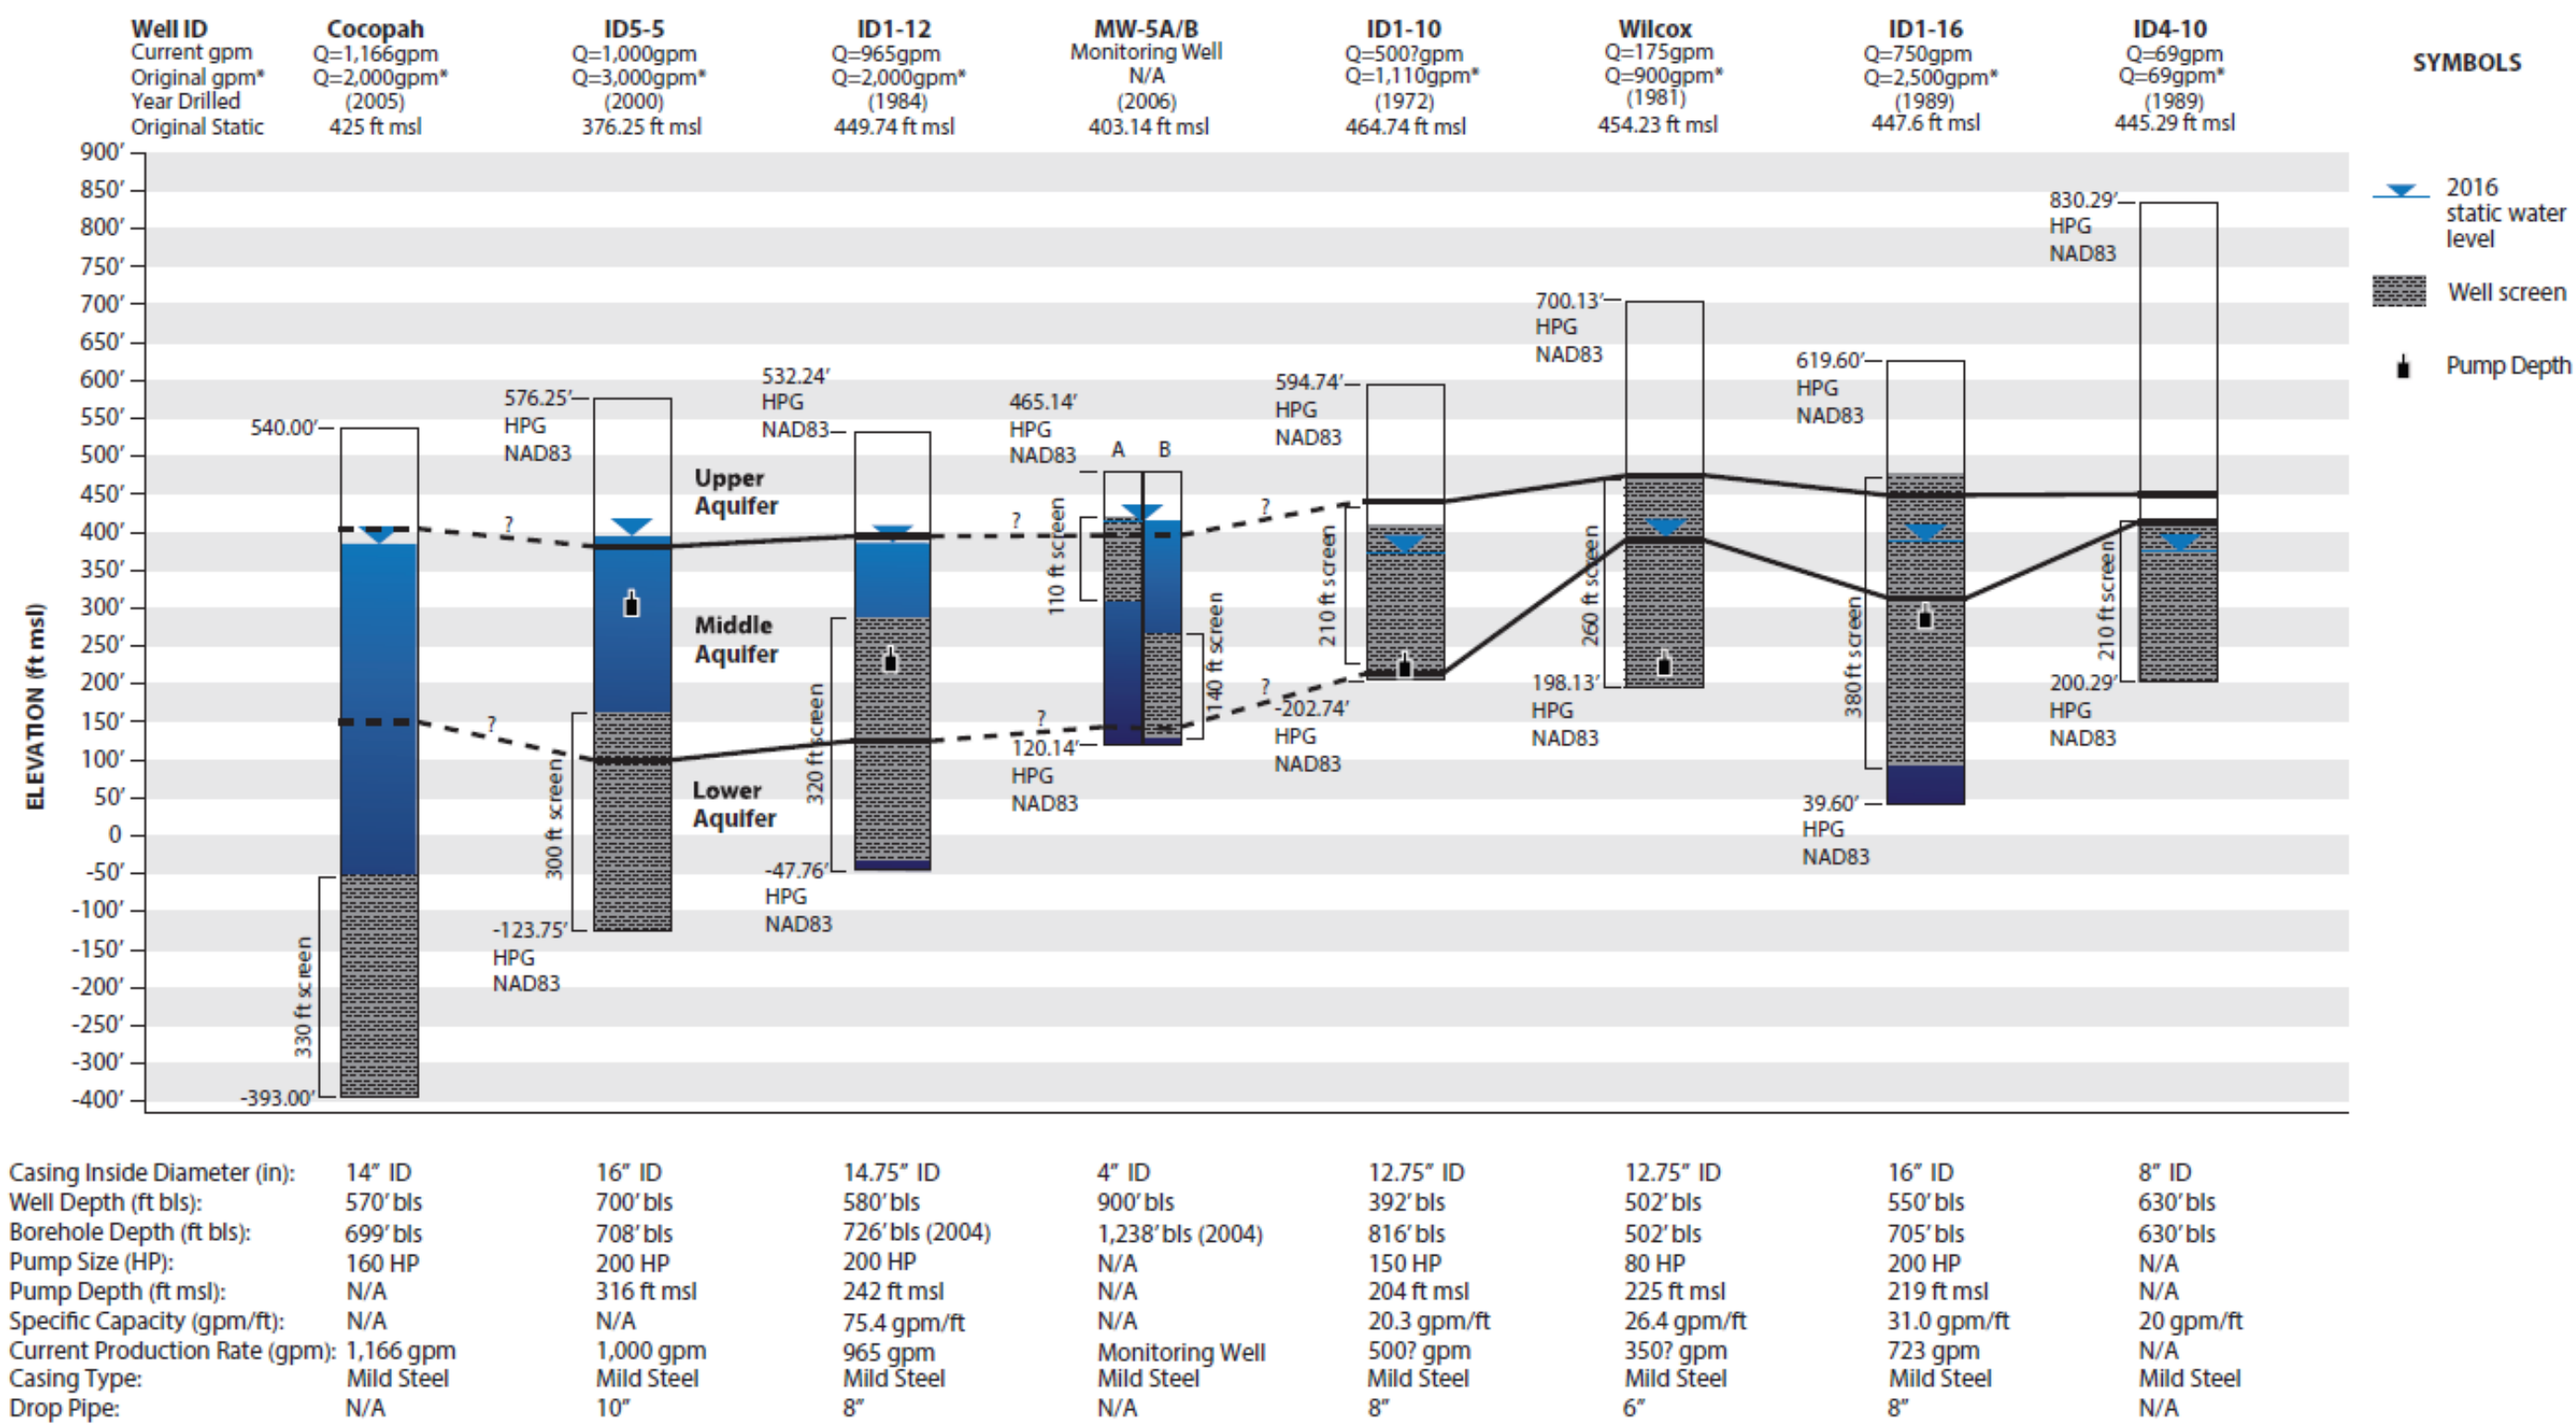 Well ID Cocopah ID5-5 ID1-12 MW-5A/B ID1-10 Wilcox ID1-16 ID4-10
Current gpm Q=1,166gpm Q=1,000gpm Q=965gpm Monitoring Well Q=500?gpm Q=175gpm Q=750gpm Q=69gpm
Original gpm* Q=2,000gpm* Q=3,000gpm* Q=2,000gpm* N/A Q=1,110gpm* Q=900gpm* Q=2,500gpm* Q=69gpm*
Year Drilled (2005) (2000) (1984) (2006) (1972) (1981) (1989) (1989)
Original Static 425 ft msl 376.25 ft msl 449.74 ft msl 403.14 ft msl 464.74 ft msl 454.23 ft msl 447.6 ft msl 445.29 ft msl
SYMBOLS
2016
static water
level
Well screen
Pump Depth
ELEVATION (ft msl)
900′
850′
800′
750′
700′
650′
600′
550′
500′
450′
400′
350′
300′
250′
200′
150′
100′
50′
0
-50′
-100′
-150′
-200′
-250′
-300′
-350′
-400′
540.00′
330 ft screen
-393.00′
?
?
576.25′
HPG
NAD83
300 ft screen
-123.75′
HPG
NAD83
Upper
Aquifer
Middle
Aquifer
Lower
Aquifer
532.24′
HPG
NAD83
320 ft screen
-47.76′
HPG
NAD83
?
?
465.14′
HPG
NAD83
A B
110 ft screen
140 ft screen
120.14′
HPG
NAD83
?
?
594.74′
HPG
NAD83
210 ft screen
-202.74′
HPG
NAD83
700.13′
HPG
NAD83
260 ft screen
198.13′
HPG
NAD83
619.60′
HPG
NAD83
380 ft screen
39.60′
HPG
NAD83
830.29′
HPG
NAD83
210 ft screen
200.29′
HPG
NAD83
Casing Inside Diameter (in): 14″ ID 16″ ID 14.75″ ID 4″ ID 12.75″ ID 12.75″ ID 16″ ID 8″ ID
Well Depth (ft bls): 570′ bls 700′ bls 580′ bls 900′ bls 392′ bls 502′ bls 550′ bls 630′ bls
Borehole Depth (ft bls): 699′ bls 708′ bls 726′ bls (2004) 1,238′ bls (2004) 816′ bls 502′ bls 705′ bls 630′ bls
Pump Size (HP): 160 HP 200 HP 200 HP N/A 150 HP 80 HP 200 HP N/A
Pump Depth (ft msl): N/A 316 ft msl 242 ft msl N/A 204 ft msl 225 ft msl 219 ft msl N/A
Specific Capacity (gpm/ft): N/A N/A 75.4 gpm/ft N/A 20.3 gpm/ft 26.4 gpm/ft 31.0 gpm/ft 20 gpm/ft
Current Production Rate (gpm): 1,166 gpm 1,000 gpm 965 gpm Monitoring Well 500? gpm 350? gpm 723 gpm N/A
Casing Type: Mild Steel Mild Steel Mild Steel Mild Steel Mild Steel Mild Steel Mild Steel Mild Steel
Drop Pipe: N/A 10″ 8″ N/A 8″ 6″ 8″ N/A